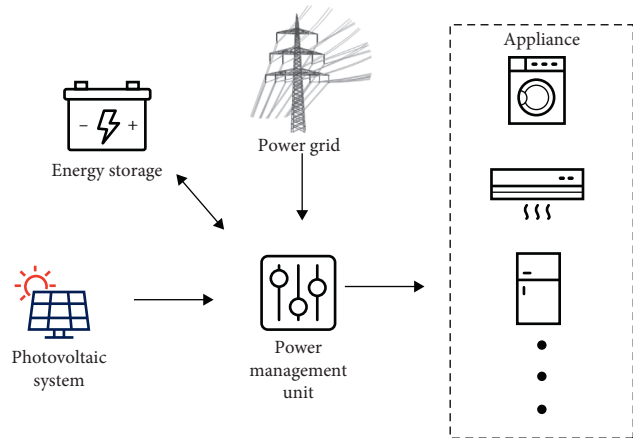 Appliance
Power grid
− +
Energy storage
Photovoltaic
system
Power
management
unit